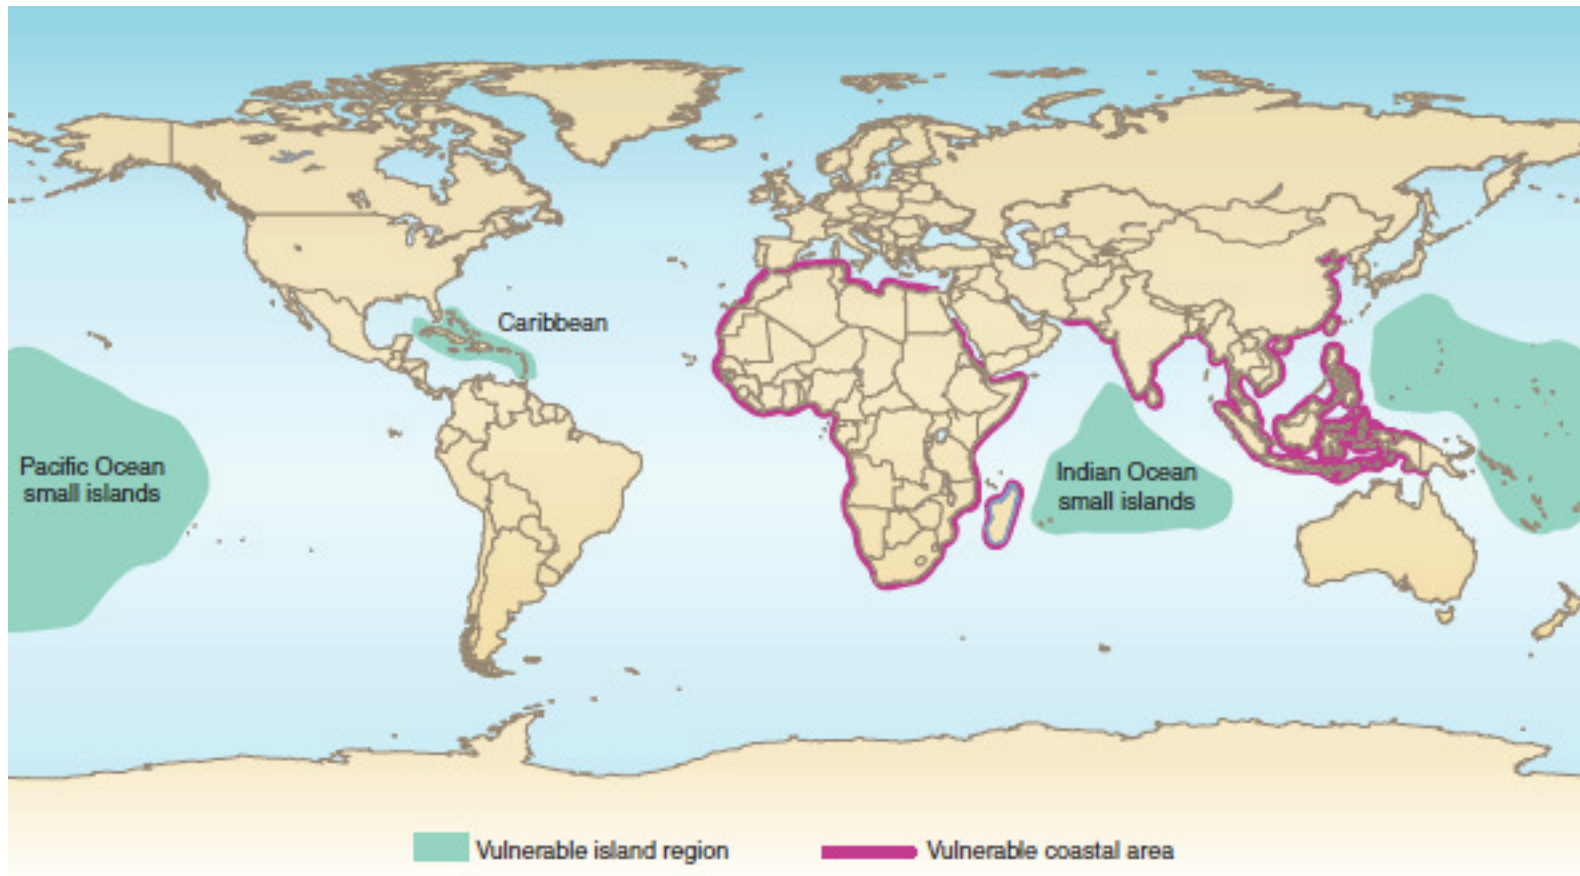 Caribbean
Pacific Ocean
small islands
Indian Ocean
small islands
Vulnerable island region
Vulnerable coastal area